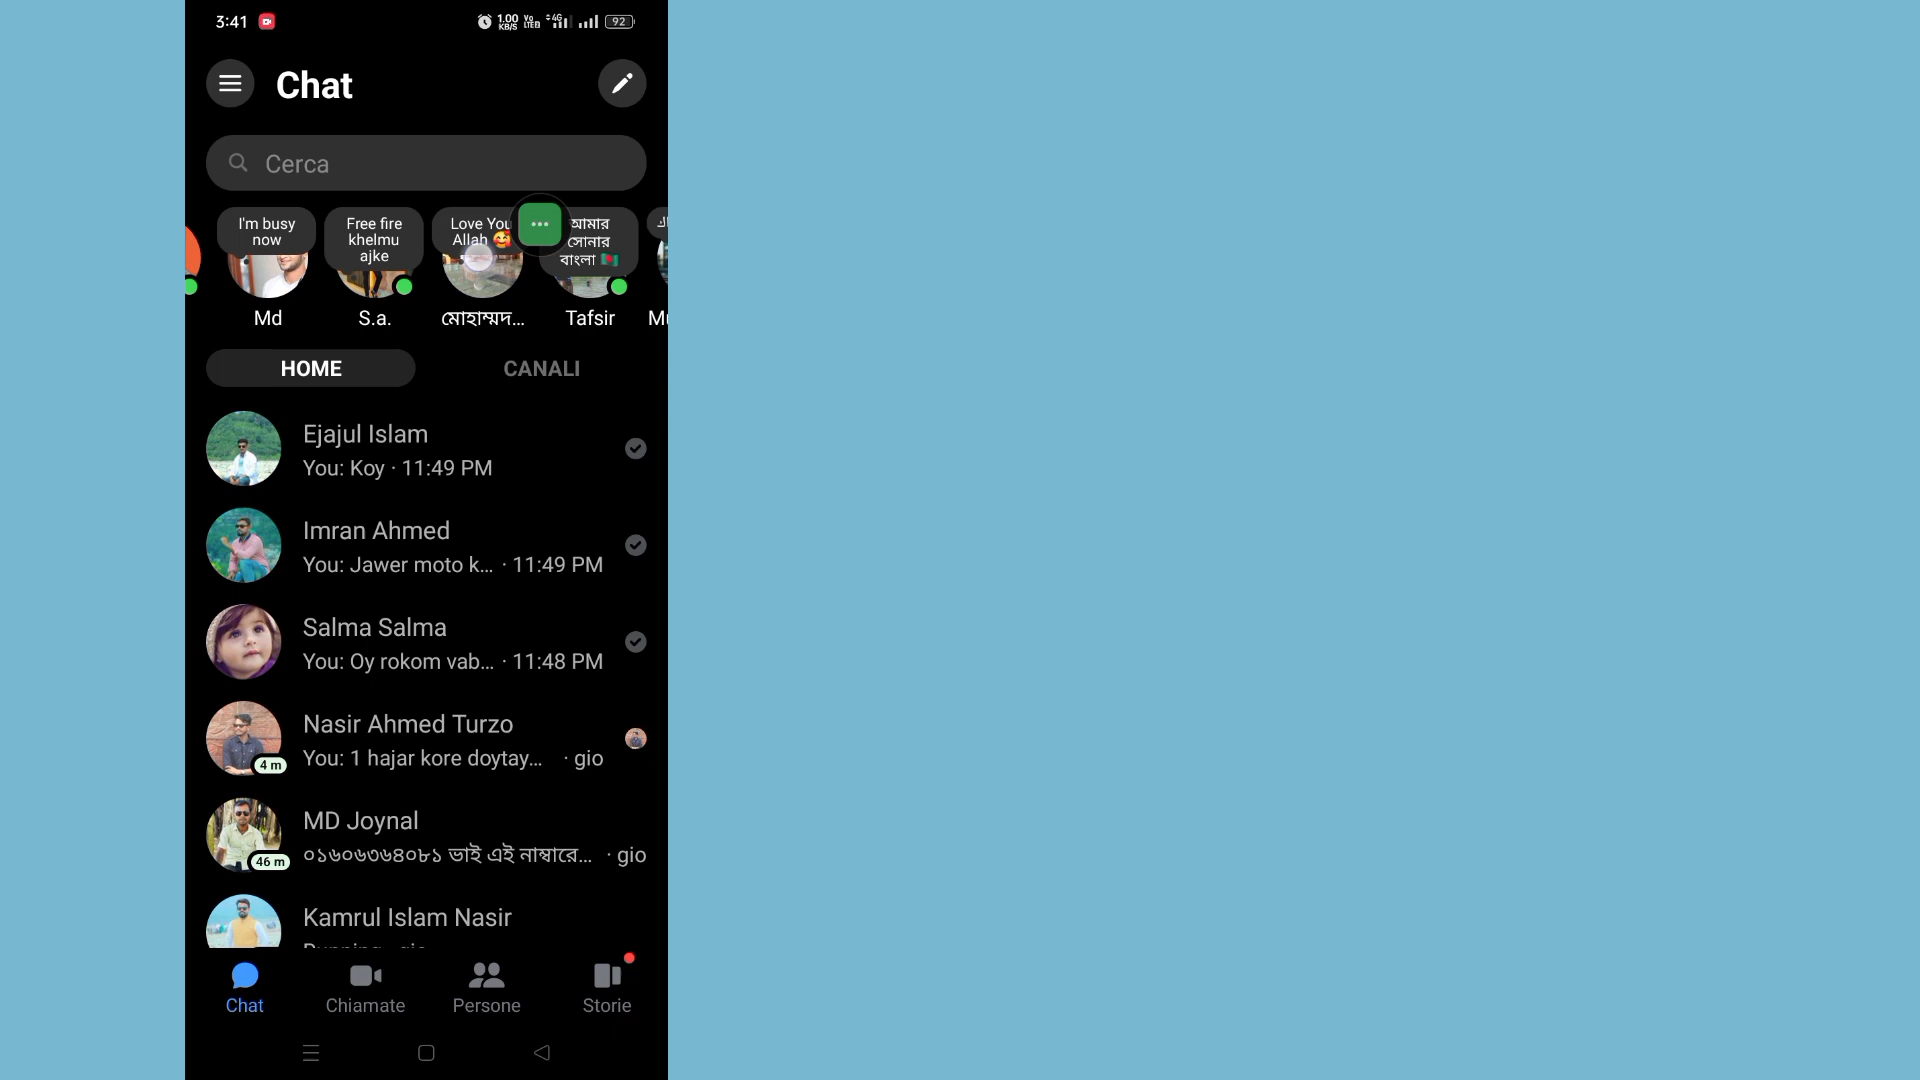 3:41
1.00 KB/S
Vo LTE2
4G
92
Chat
Cerca
I'm busy
now
Free fire
khelmu
ajke
Love You
Allah 🥰
আমার
সোনার
বাংলা 🇧🇩
Md
S.a.
মোহাম্মদ...
Tafsir
HOME
CANALI
Ejajul Islam
You: Koy · 11:49 PM
Imran Ahmed
You: Jawer moto k... · 11:49 PM
Salma Salma
You: Oy rokom vab... · 11:48 PM
Nasir Ahmed Turzo
You: 1 hajar kore doytay... · gio
4 m
MD Joynal
০১৬০৬৩৬৪০৮১ ভাই এই নাম্বারে... · gio
46 m
Kamrul Islam Nasir
Chat
Chiamate
Persone
Storie